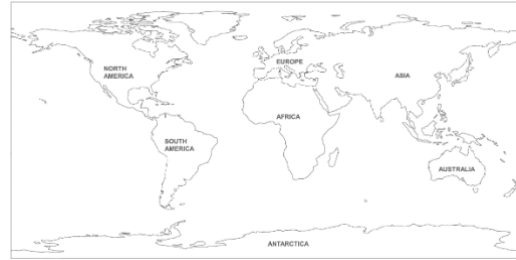 NORTH
AMERICA
EUROPE
ASIA
AFRICA
SOUTH
AMERICA
AUSTRALIA
ANTARCTICA